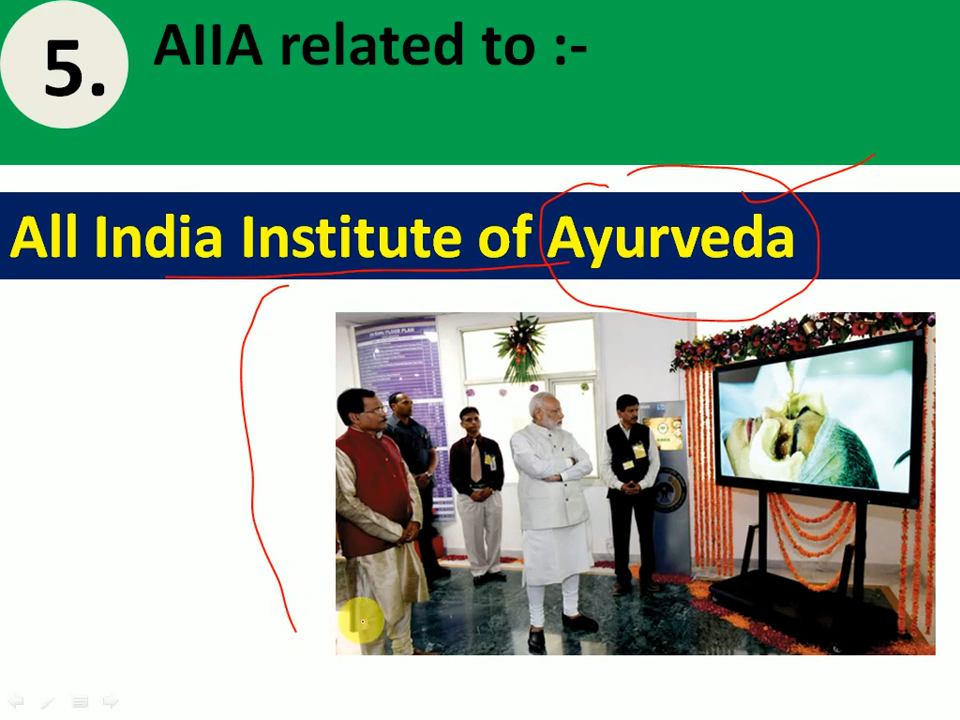 5.
AIIA related to :-
All India Institute of Ayurveda